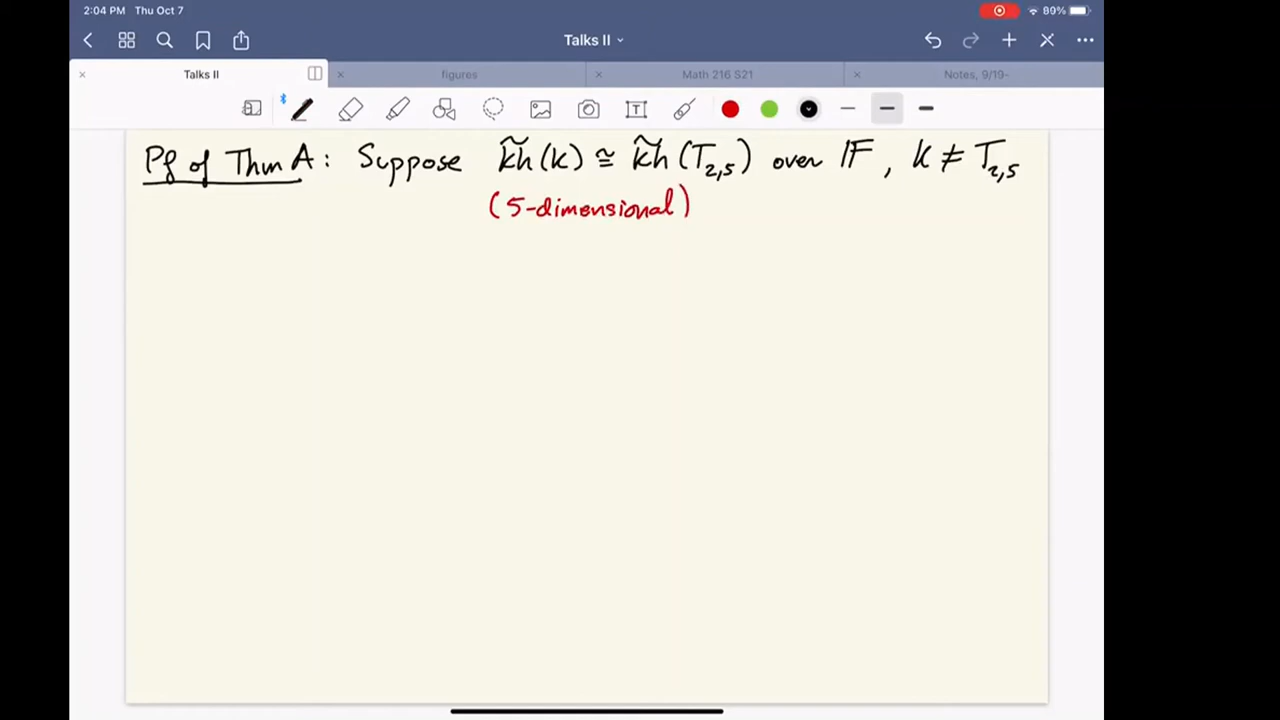 2:04 PM Thu Oct 7
89%
Talks II
Talks II
figures
Math 216 S21
Notes, 9/19-
Pf of Thm A: Suppose K̃h(K) ≅ K̃h(T₂,₅) over 𝔽, K ≠ T₂,₅
(5-dimensional)